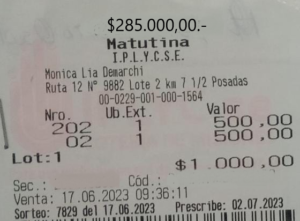 $285.000,00.-
Matutina
I.P.L.Y.C.S.E.
Monica Lia Demarchi
Ruta 12 Nº 9882 Lote 2 km 7 1/2 Posadas
00-0229-001-000-1564
Nro. Ub.Ext. Valor
202 1 500,00
02 1 500,00
Lot:1
$1.000,00
Sec.: Cód.:
Venta: 17.06.2023 09:36:11
Sorteo: 7829 del 17.06.2023 Prescribe: 02.07.2023